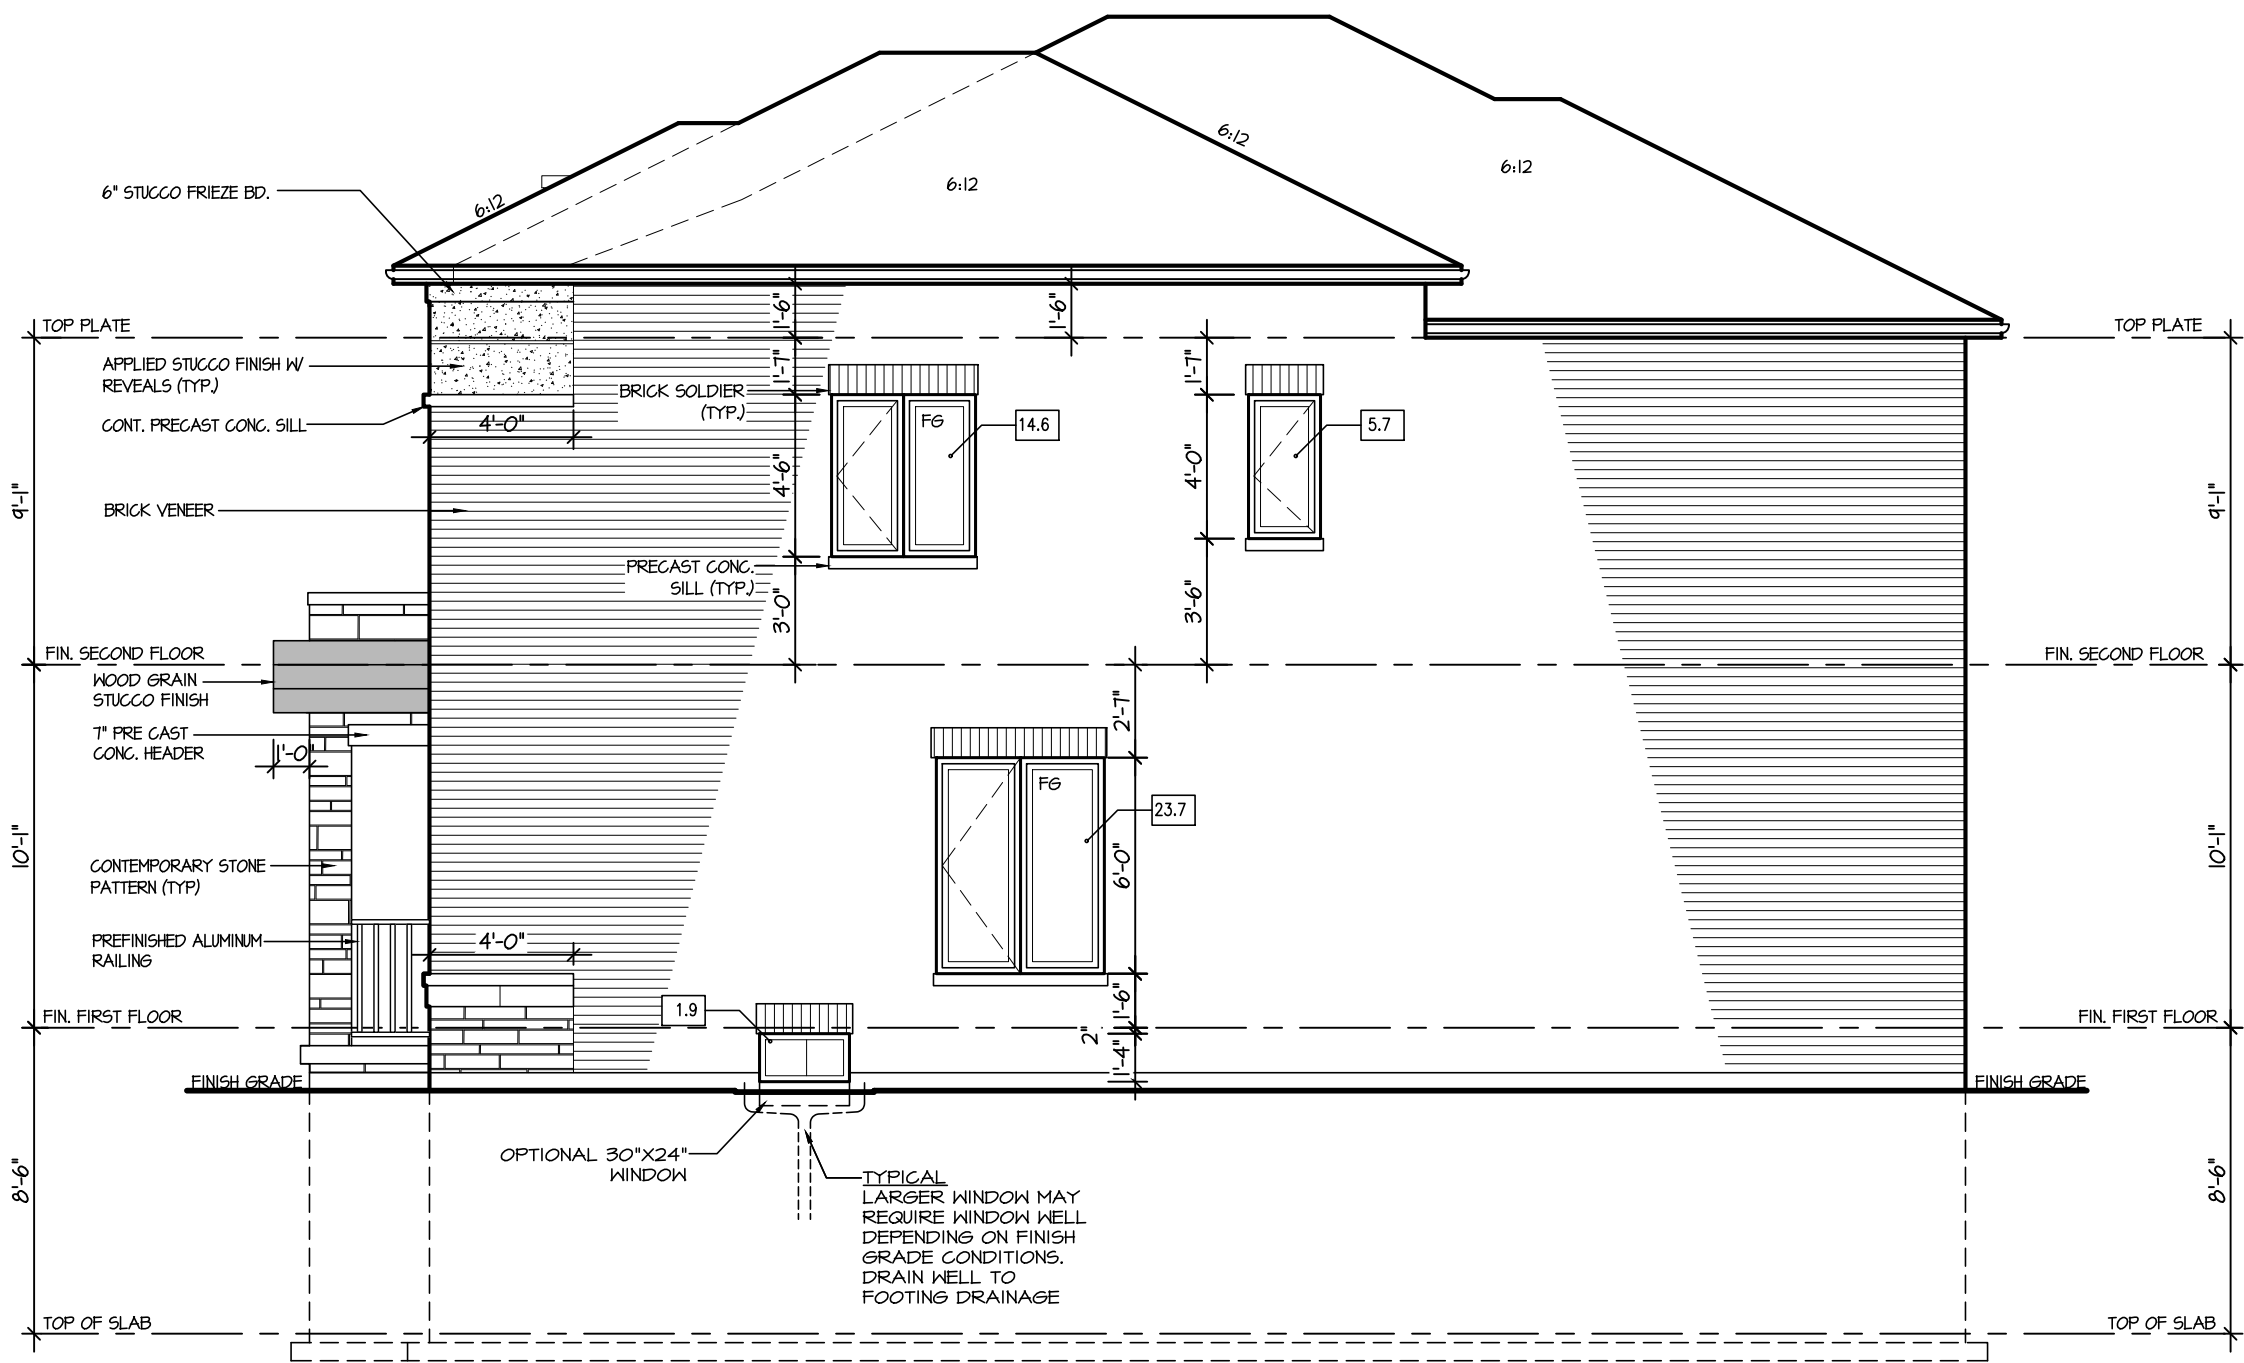 6:12
6:12
6:12
6:12
6" STUCCO FRIEZE BD.
1'-6"
1'-6"
TOP PLATE
TOP PLATE
APPLIED STUCCO FINISH W/
REVEALS (TYP.)
1'-7"
1'-7"
BRICK SOLDIER
(TYP.)
CONT. PRECAST CONC. SILL
4'-0"
FG
14.6
5.7
4'-6"
4'-0"
9'-1"
9'-1"
BRICK VENEER
PRECAST CONC.
SILL (TYP.)
3'-0"
3'-6"
FIN. SECOND FLOOR
FIN. SECOND FLOOR
WOOD GRAIN
STUCCO FINISH
2'-7"
7" PRE CAST
CONC. HEADER
1'-0"
FG
23.7
10'-1"
10'-1"
6'-0"
CONTEMPORARY STONE
PATTERN (TYP)
PREFINISHED ALUMINUM
RAILING
4'-0"
1.9
1'-6"
FIN. FIRST FLOOR
FIN. FIRST FLOOR
2"
1'-4"
FINISH GRADE
FINISH GRADE
OPTIONAL 30"X24"
WINDOW
8'-6"
8'-6"
TYPICAL
LARGER WINDOW MAY
REQUIRE WINDOW WELL
DEPENDING ON FINISH
GRADE CONDITIONS.
DRAIN WELL TO
FOOTING DRAINAGE
TOP OF SLAB
TOP OF SLAB